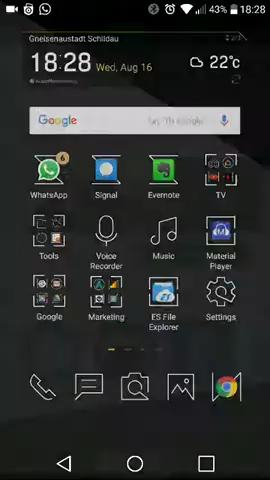 43% 18:28
Gneisenaustadt Schildau
18:28 Wed, Aug 16 22°C
Google
6
WhatsApp Signal Evernote TV
Tools Voice Recorder Music Material Player
Google Marketing ES File Explorer Settings